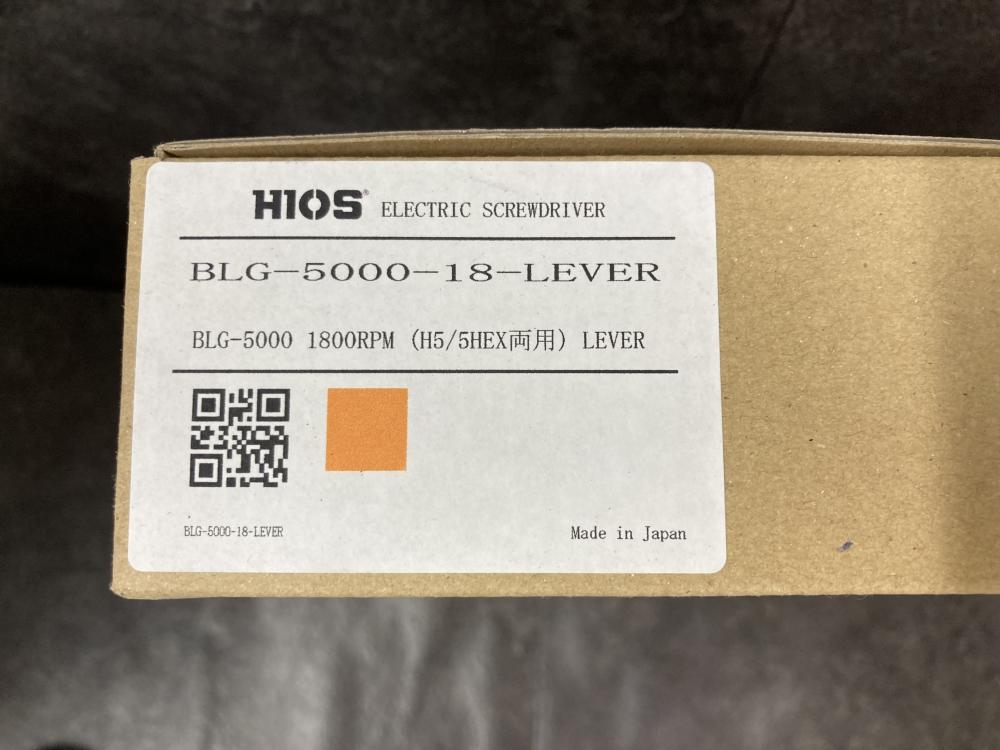 HIOS® ELECTRIC SCREWDRIVER
BLG-5000-18-LEVER
BLG-5000 1800RPM (H5/5HEX両用) LEVER
BLG-5000-18-LEVER
Made in Japan